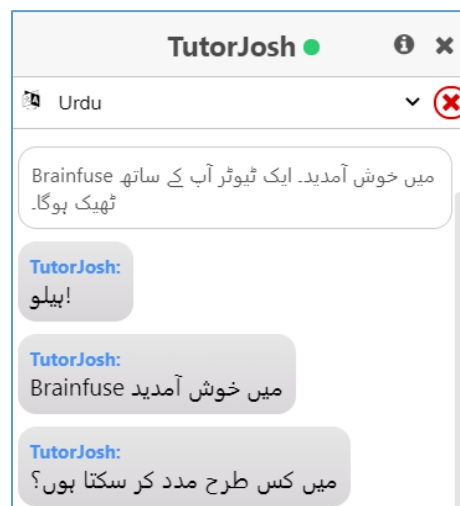 TutorJosh
Urdu
Brainfuse میں خوش آمدید۔ ایک ٹیوٹر آپ کے ساتھ
ٹھیک ہوگا۔
TutorJosh:
ہیلو!
TutorJosh:
Brainfuse میں خوش آمدید
TutorJosh:
میں کس طرح مدد کر سکتا ہوں؟